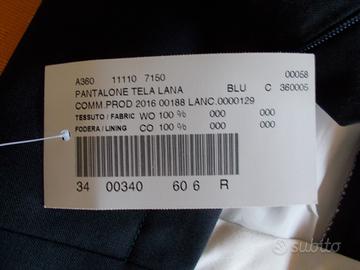 A360 11110 7150 00058
PANTALONE TELA LANA BLU C 360005
COMM.PROD 2016 00188 LANC.0000129
TESSUTO / FABRIC WO 100 % 000 000
FODERA / LINING CO 100 % 000 000
34 00340 60 6 R
subito